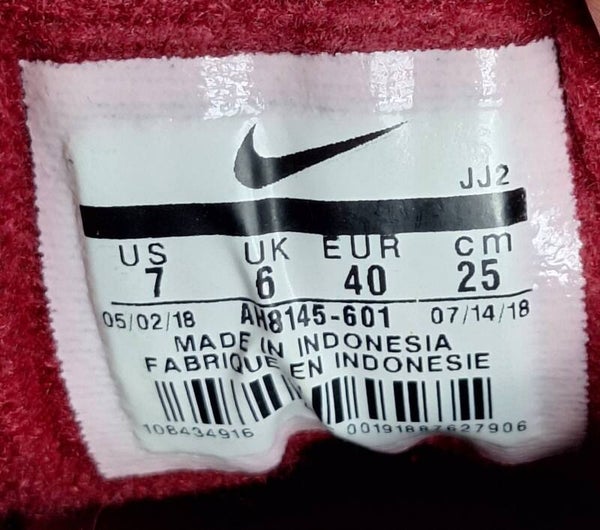 JJ2
US UK EUR cm
7 6 40 25
05/02/18 AH8145-601 07/14/18
MADE IN INDONESIA
FABRIQUE EN INDONESIE
108434916 00191887627906